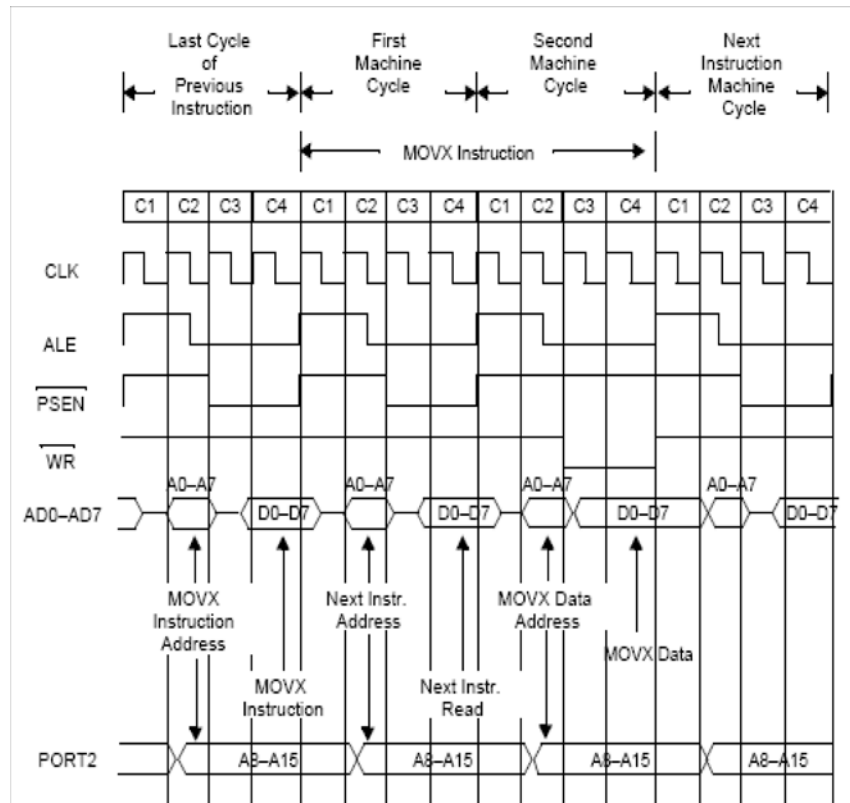 Last Cycle
of
Previous
Instruction
First
Machine
Cycle
Second
Machine
Cycle
Next
Instruction
Machine
Cycle
MOVX Instruction
C1 C2 C3 C4 C1 C2 C3 C4 C1 C2 C3 C4 C1 C2 C3 C4
CLK
ALE
PSEN
WR
A0–A7 A0–A7 A0–A7 A0–A7
AD0–AD7 D0–D7 D0–D7 D0–D7 D0–D7
MOVX
Instruction
Address
Next Instr.
Address
MOVX Data
Address
MOVX Data
MOVX
Instruction
Next Instr.
Read
PORT2 A8–A15 A8–A15 A8–A15 A8–A15